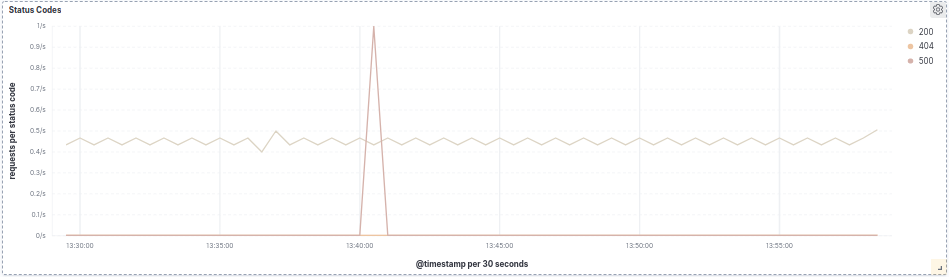 Status Codes
1/s
0.9/s
0.8/s
0.7/s
0.6/s
0.5/s
0.4/s
0.3/s
0.2/s
0.1/s
0/s
requests per status code
13:30:00
13:35:00
13:40:00
13:45:00
13:50:00
13:55:00
@timestamp per 30 seconds
200
404
500